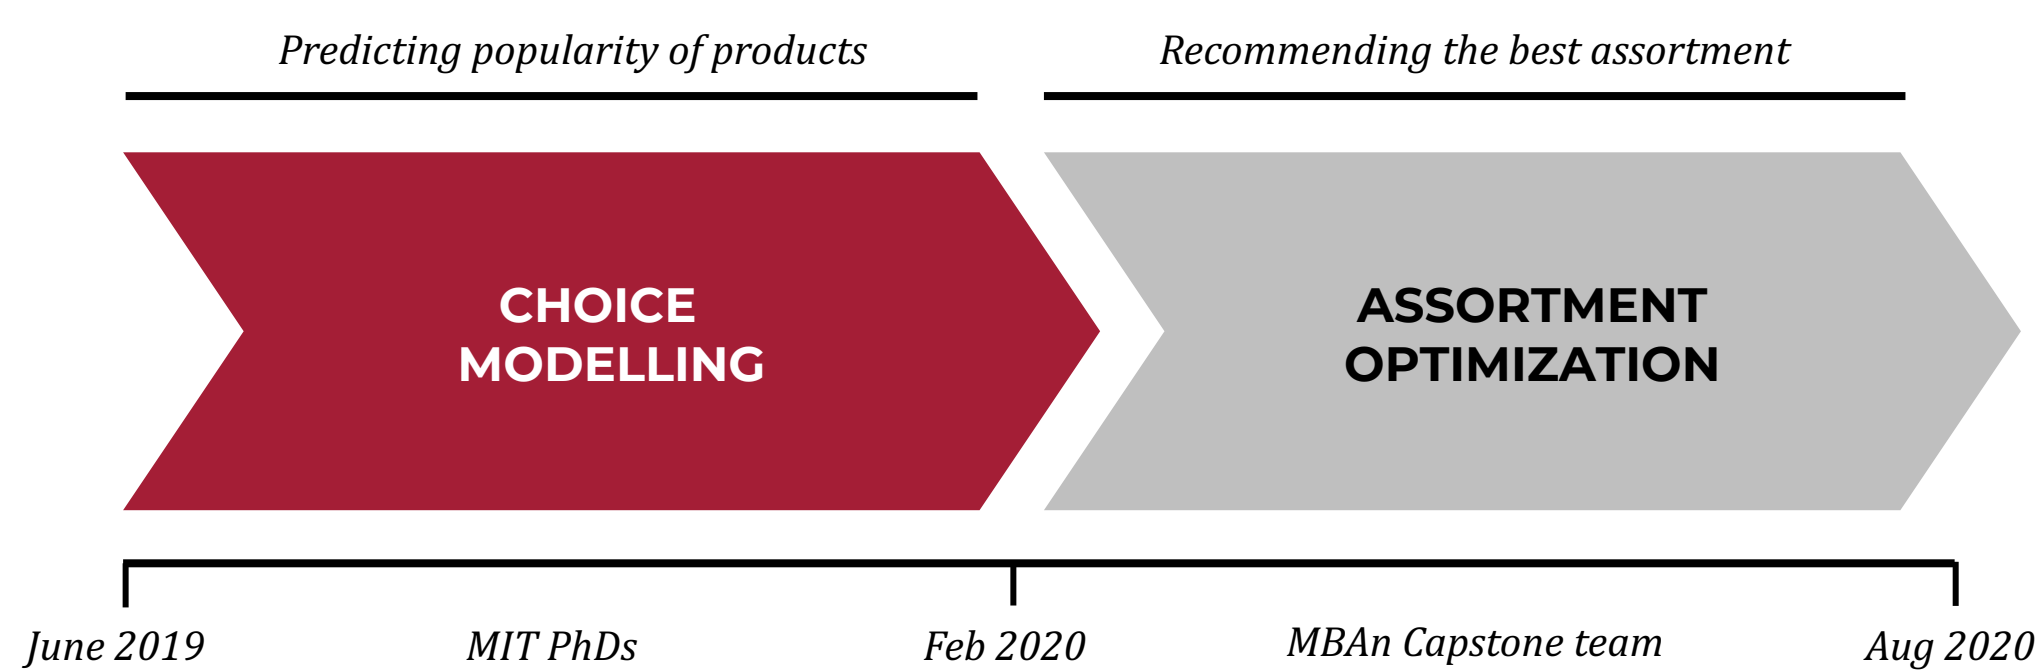 Predicting popularity of products
Recommending the best assortment
CHOICE
MODELLING
ASSORTMENT
OPTIMIZATION
June 2019
MIT PhDs
Feb 2020
MBAn Capstone team
Aug 2020